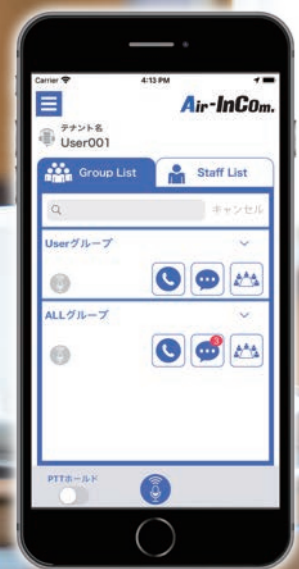 Carrier
4:13 PM
Air-InCom.
テナント名
User001
Group List
Staff List
キャンセル
Userグループ
ALLグループ
3
PTTホールド